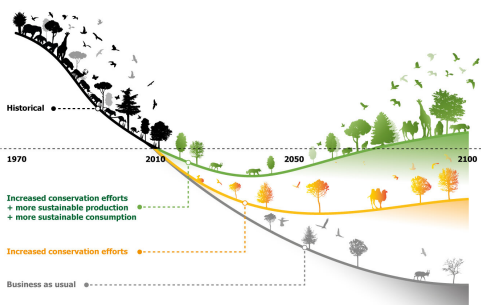 Historical
1970
2010
2050
2100
Increased conservation efforts
+ more sustainable production
+ more sustainable consumption
Increased conservation efforts
Business as usual